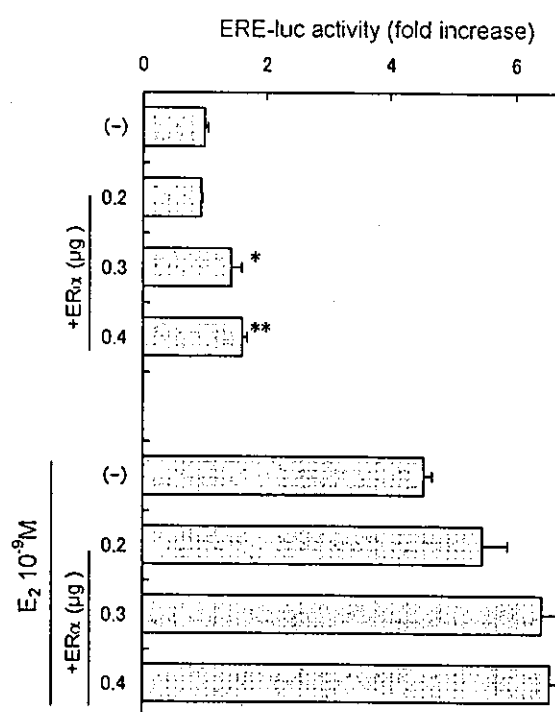 ERE-luc activity (fold increase)
0 2 4 6
(-)
0.2
0.3 *
0.4 **
+ERα (μg)
(-)
0.2
0.3
0.4
+ERα (μg)
E₂ 10⁻⁹M